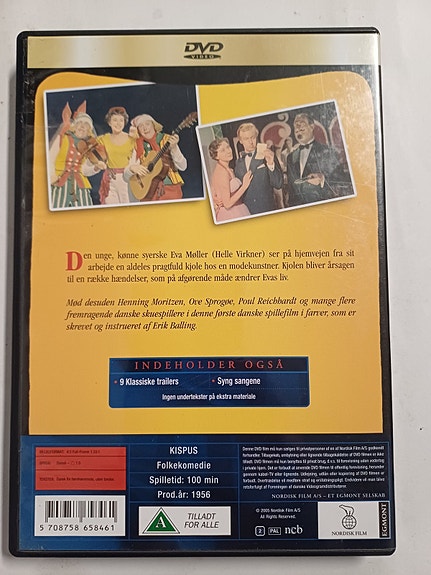 DVD
VIDEO
Den unge, kønne syerske Eva Møller (Helle Virkner) ser på hjemvejen fra sit
arbejde en aldeles pragtfuld kjole hos en modekunstner. Kjolen bliver årsagen
til en række hændelser, som på afgørende måde ændrer Evas liv.
Mød desuden Henning Moritzen, Ove Sprogøe, Poul Reichhardt og mange flere
fremragende danske skuespillere i denne første danske spillefilm i farver, som er
skrevet og instrueret af Erik Balling.
INDEHOLDER OGSÅ
· 9 Klassiske trailers · Syng sangene
Ingen undertekster på ekstra materiale
KISPUS
Folkekomedie
Spilletid: 100 min
Prod.år: 1956
NORDISK FILM A/S – ET EGMONT SELSKAB
5 708758 658461
A
TILLADT
FOR ALLE
© 2005 Nordisk Film A/S
All Rights Reserved.
2 PAL ncb
NORDISK FILM
EGMONT